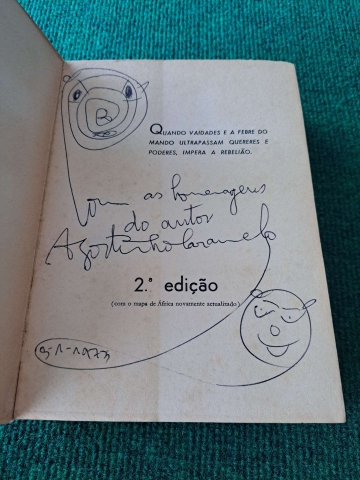 QUANDO VAIDADES E A FEBRE DO
MANDO ULTRAPASSAM QUERERES E
PODERES, IMPERA A REBELIÃO.
Com as homenagens
do autor
Agostinho Caramelo
2.ª edição
(com o mapa de África novamente actualizado)